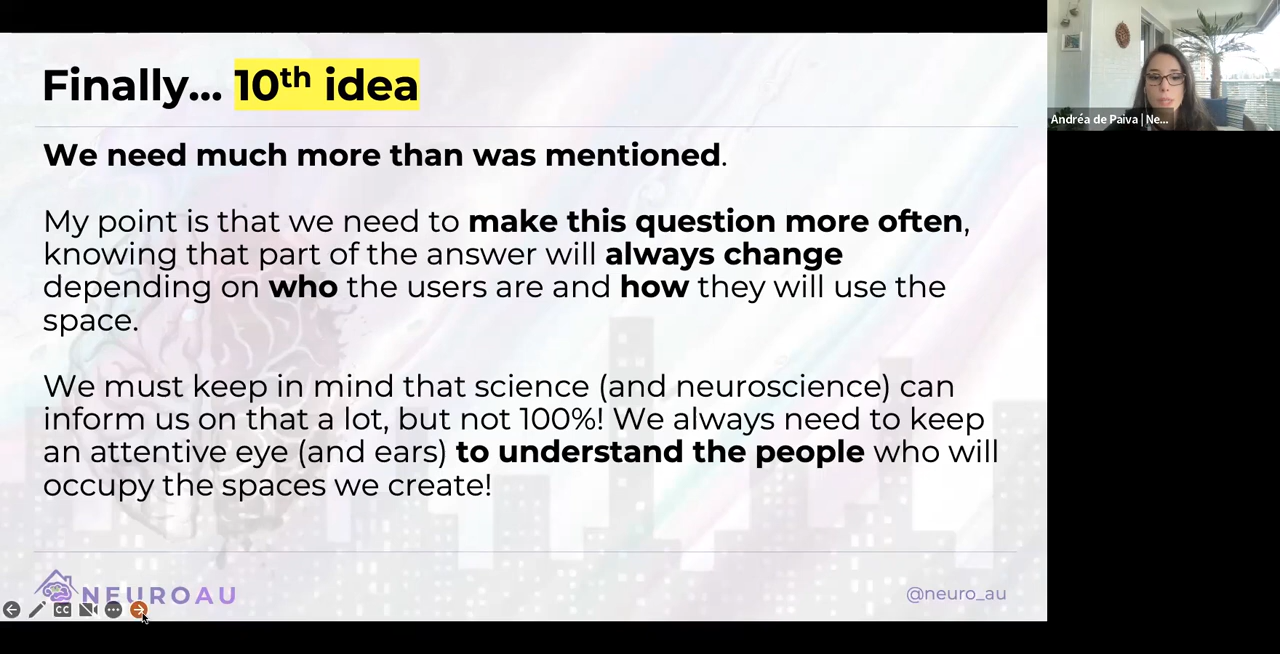 Finally... 10th idea
We need much more than was mentioned.
My point is that we need to make this question more often,
knowing that part of the answer will always change
depending on who the users are and how they will use the
space.
We must keep in mind that science (and neuroscience) can
inform us on that a lot, but not 100%! We always need to keep
an attentive eye (and ears) to understand the people who will
occupy the spaces we create!
NEUROAU
@neuro_au
CC
Andréa de Paiva | Ne...